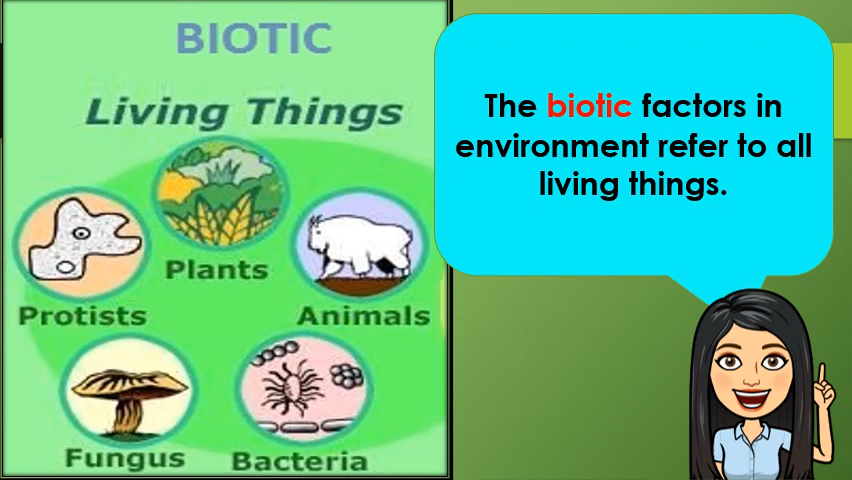 BIOTIC
Living Things
Plants
Protists
Animals
Fungus
Bacteria
The biotic factors in
environment refer to all
living things.